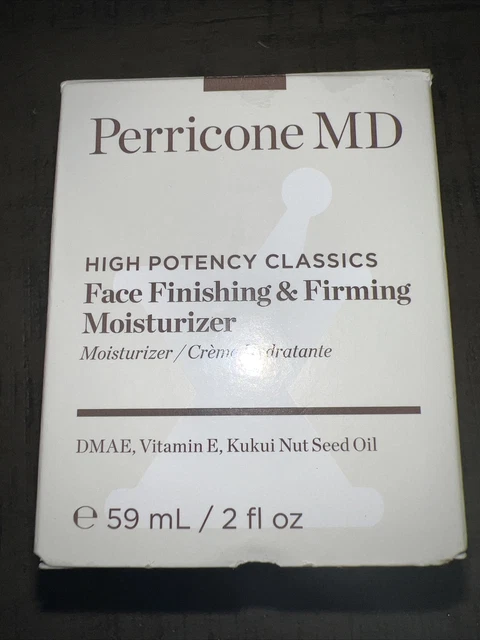 Perricone MD
HIGH POTENCY CLASSICS
Face Finishing & Firming
Moisturizer
Moisturizer / Crème Hydratante
DMAE, Vitamin E, Kukui Nut Seed Oil
℮ 59 mL / 2 fl oz